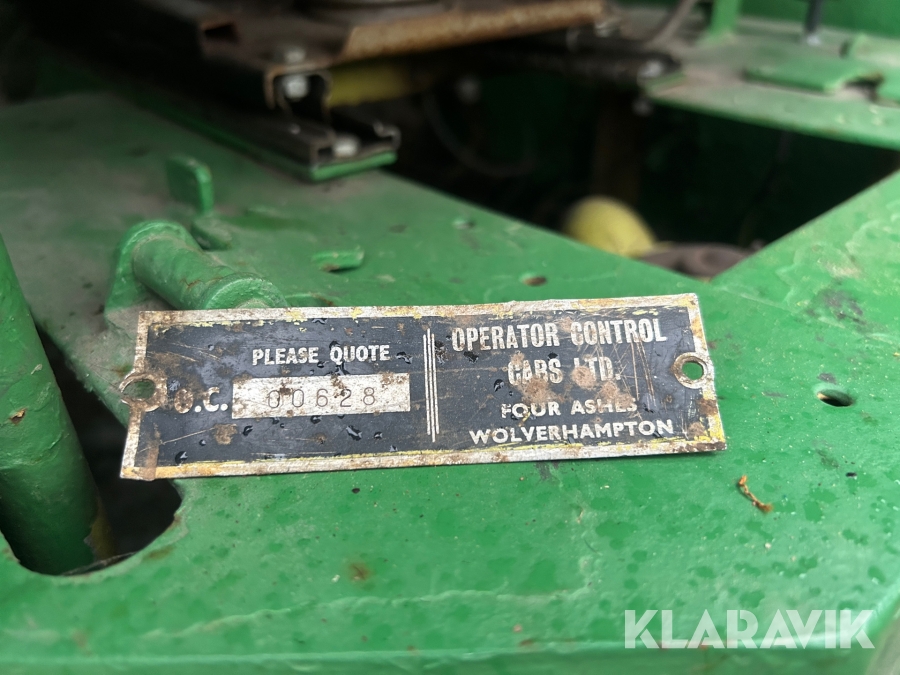 PLEASE QUOTE
O.C. 00628
OPERATOR CONTROL
CABS LTD.
FOUR ASHES
WOLVERHAMPTON
KLARAVIK